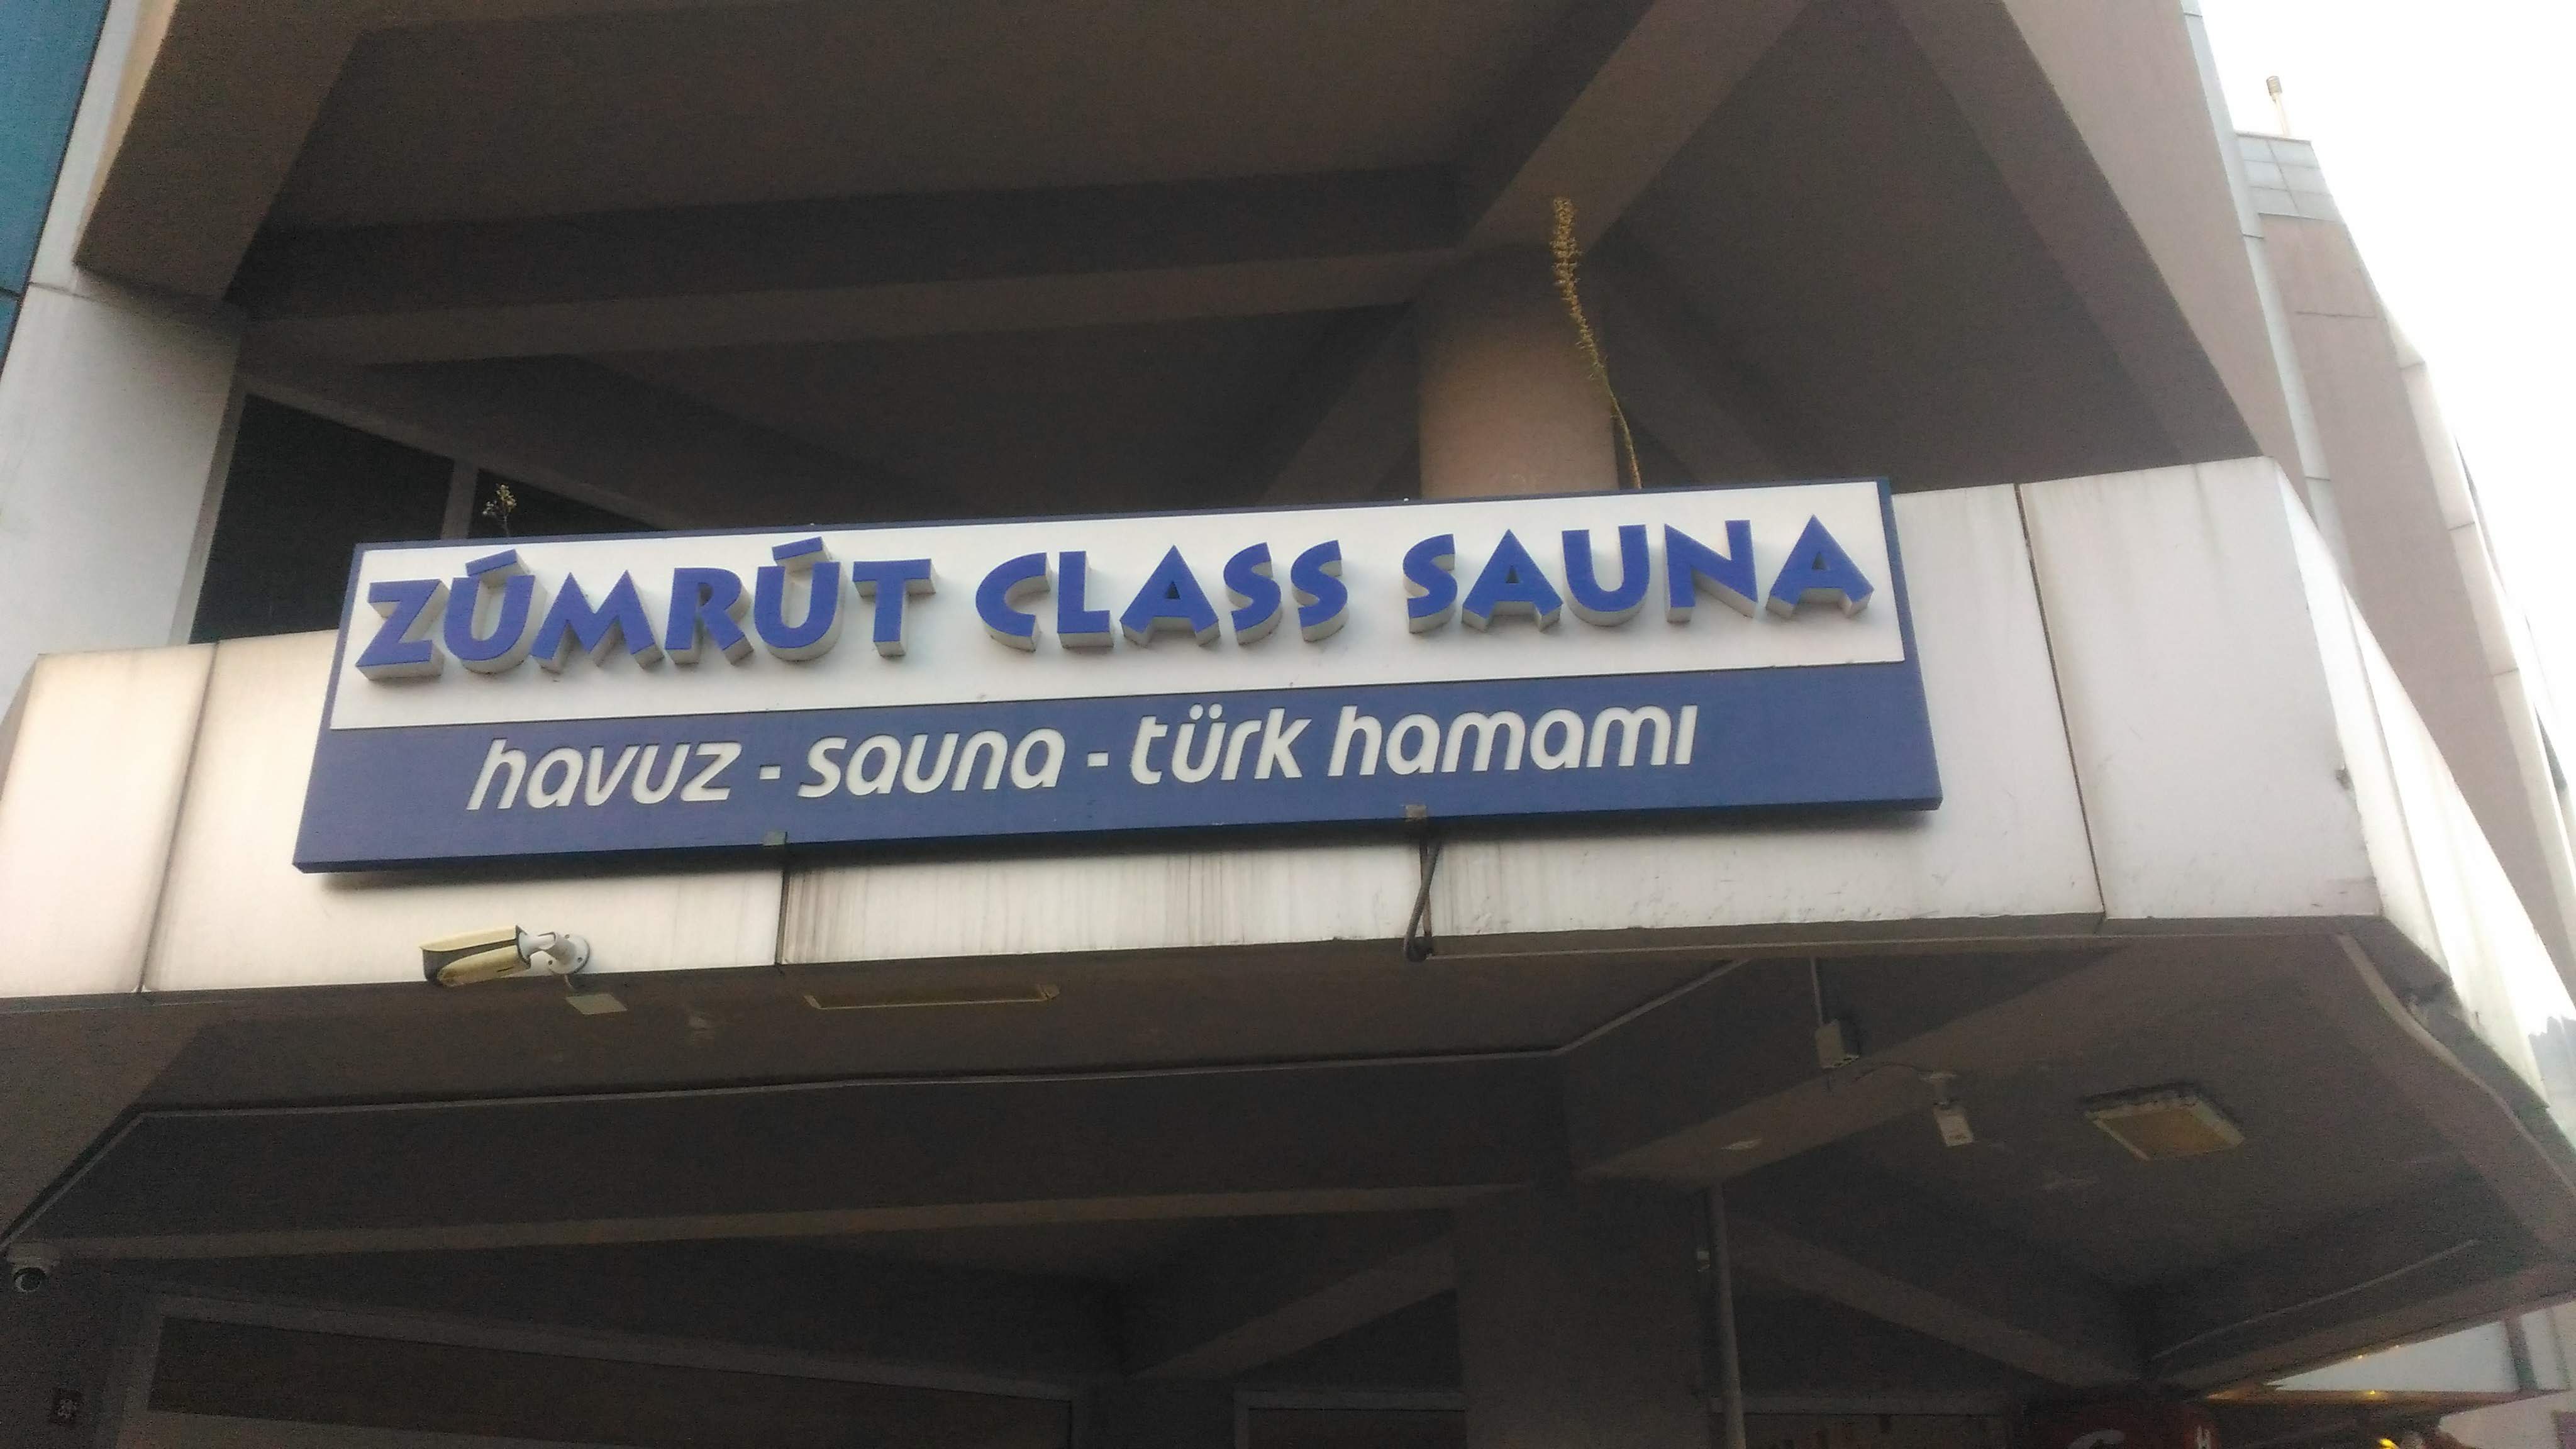 ZÚMRÚT CLASS SAUNA
havuz - sauna - türk hamamı